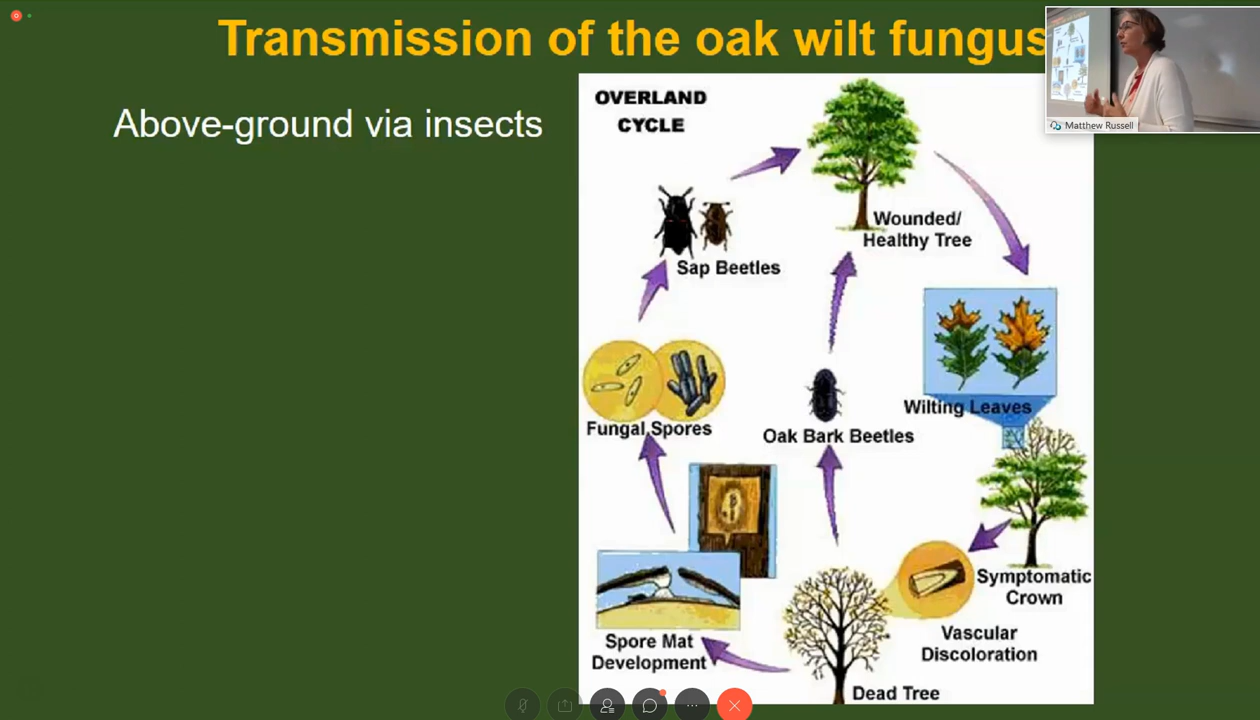 Transmission of the oak wilt fungus
Above-ground via insects
OVERLAND
CYCLE
Wounded/
Healthy Tree
Sap Beetles
Wilting Leaves
Fungal Spores
Oak Bark Beetles
Symptomatic
Crown
Vascular
Discoloration
Spore Mat
Development
Dead Tree
Matthew Russell